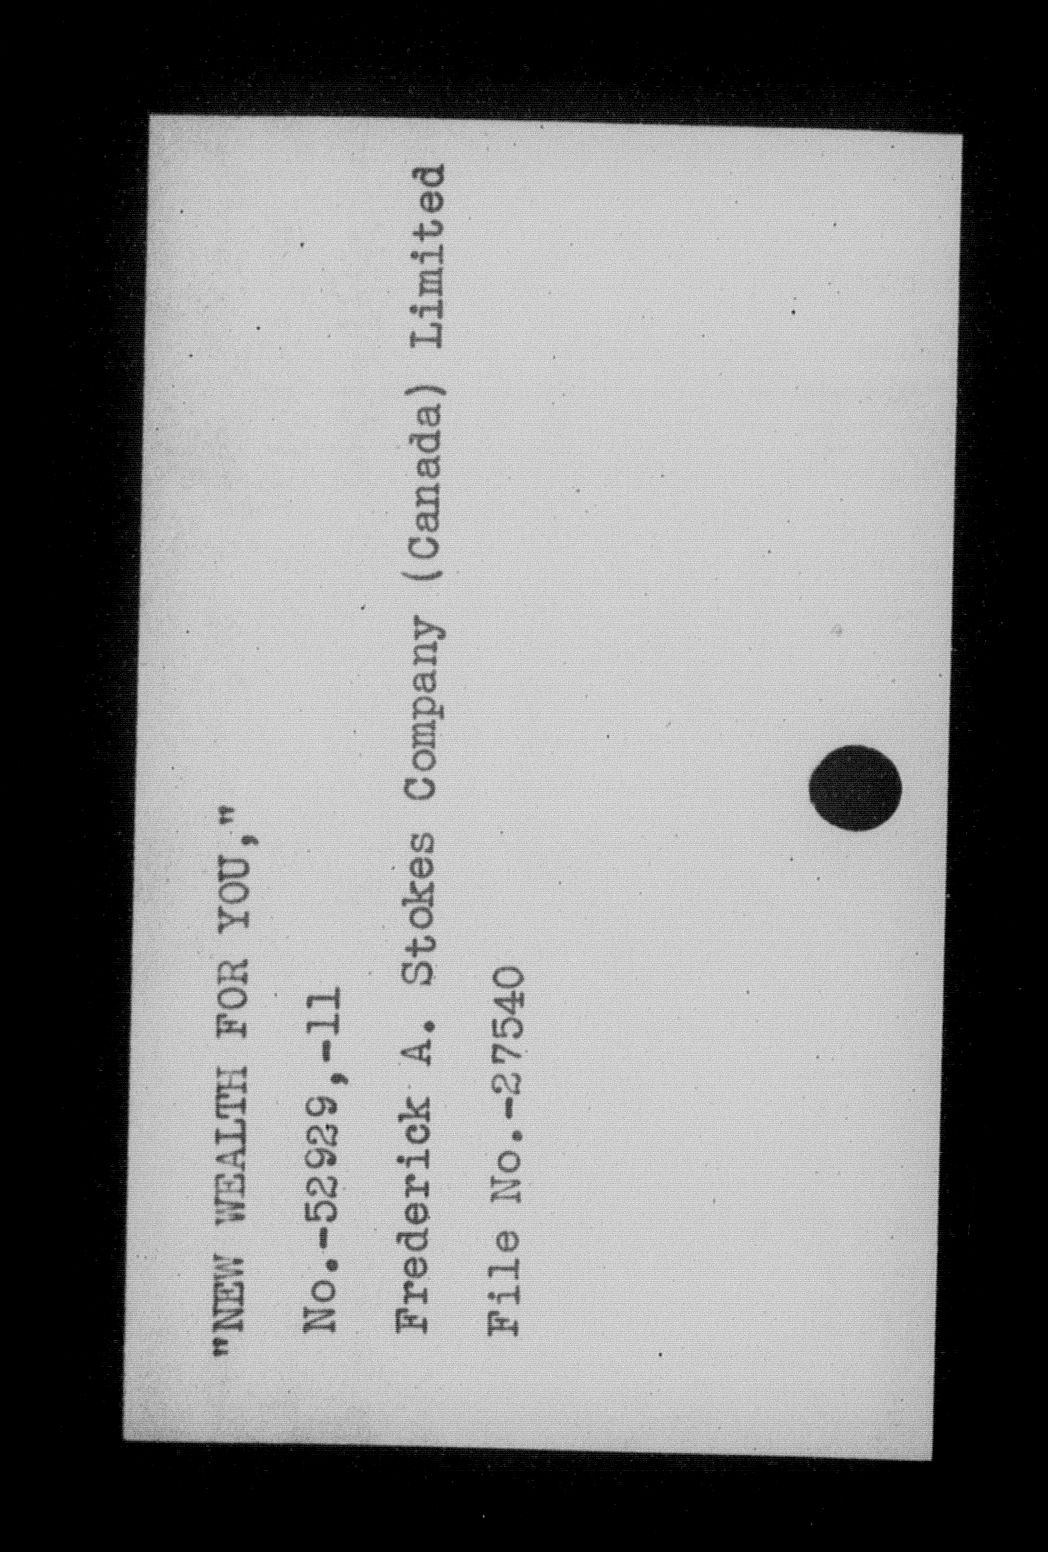 "NEW WEALTH FOR YOU,"
No.-52929,-11
Frederick A. Stokes Company (Canada) Limited
File No.-27540